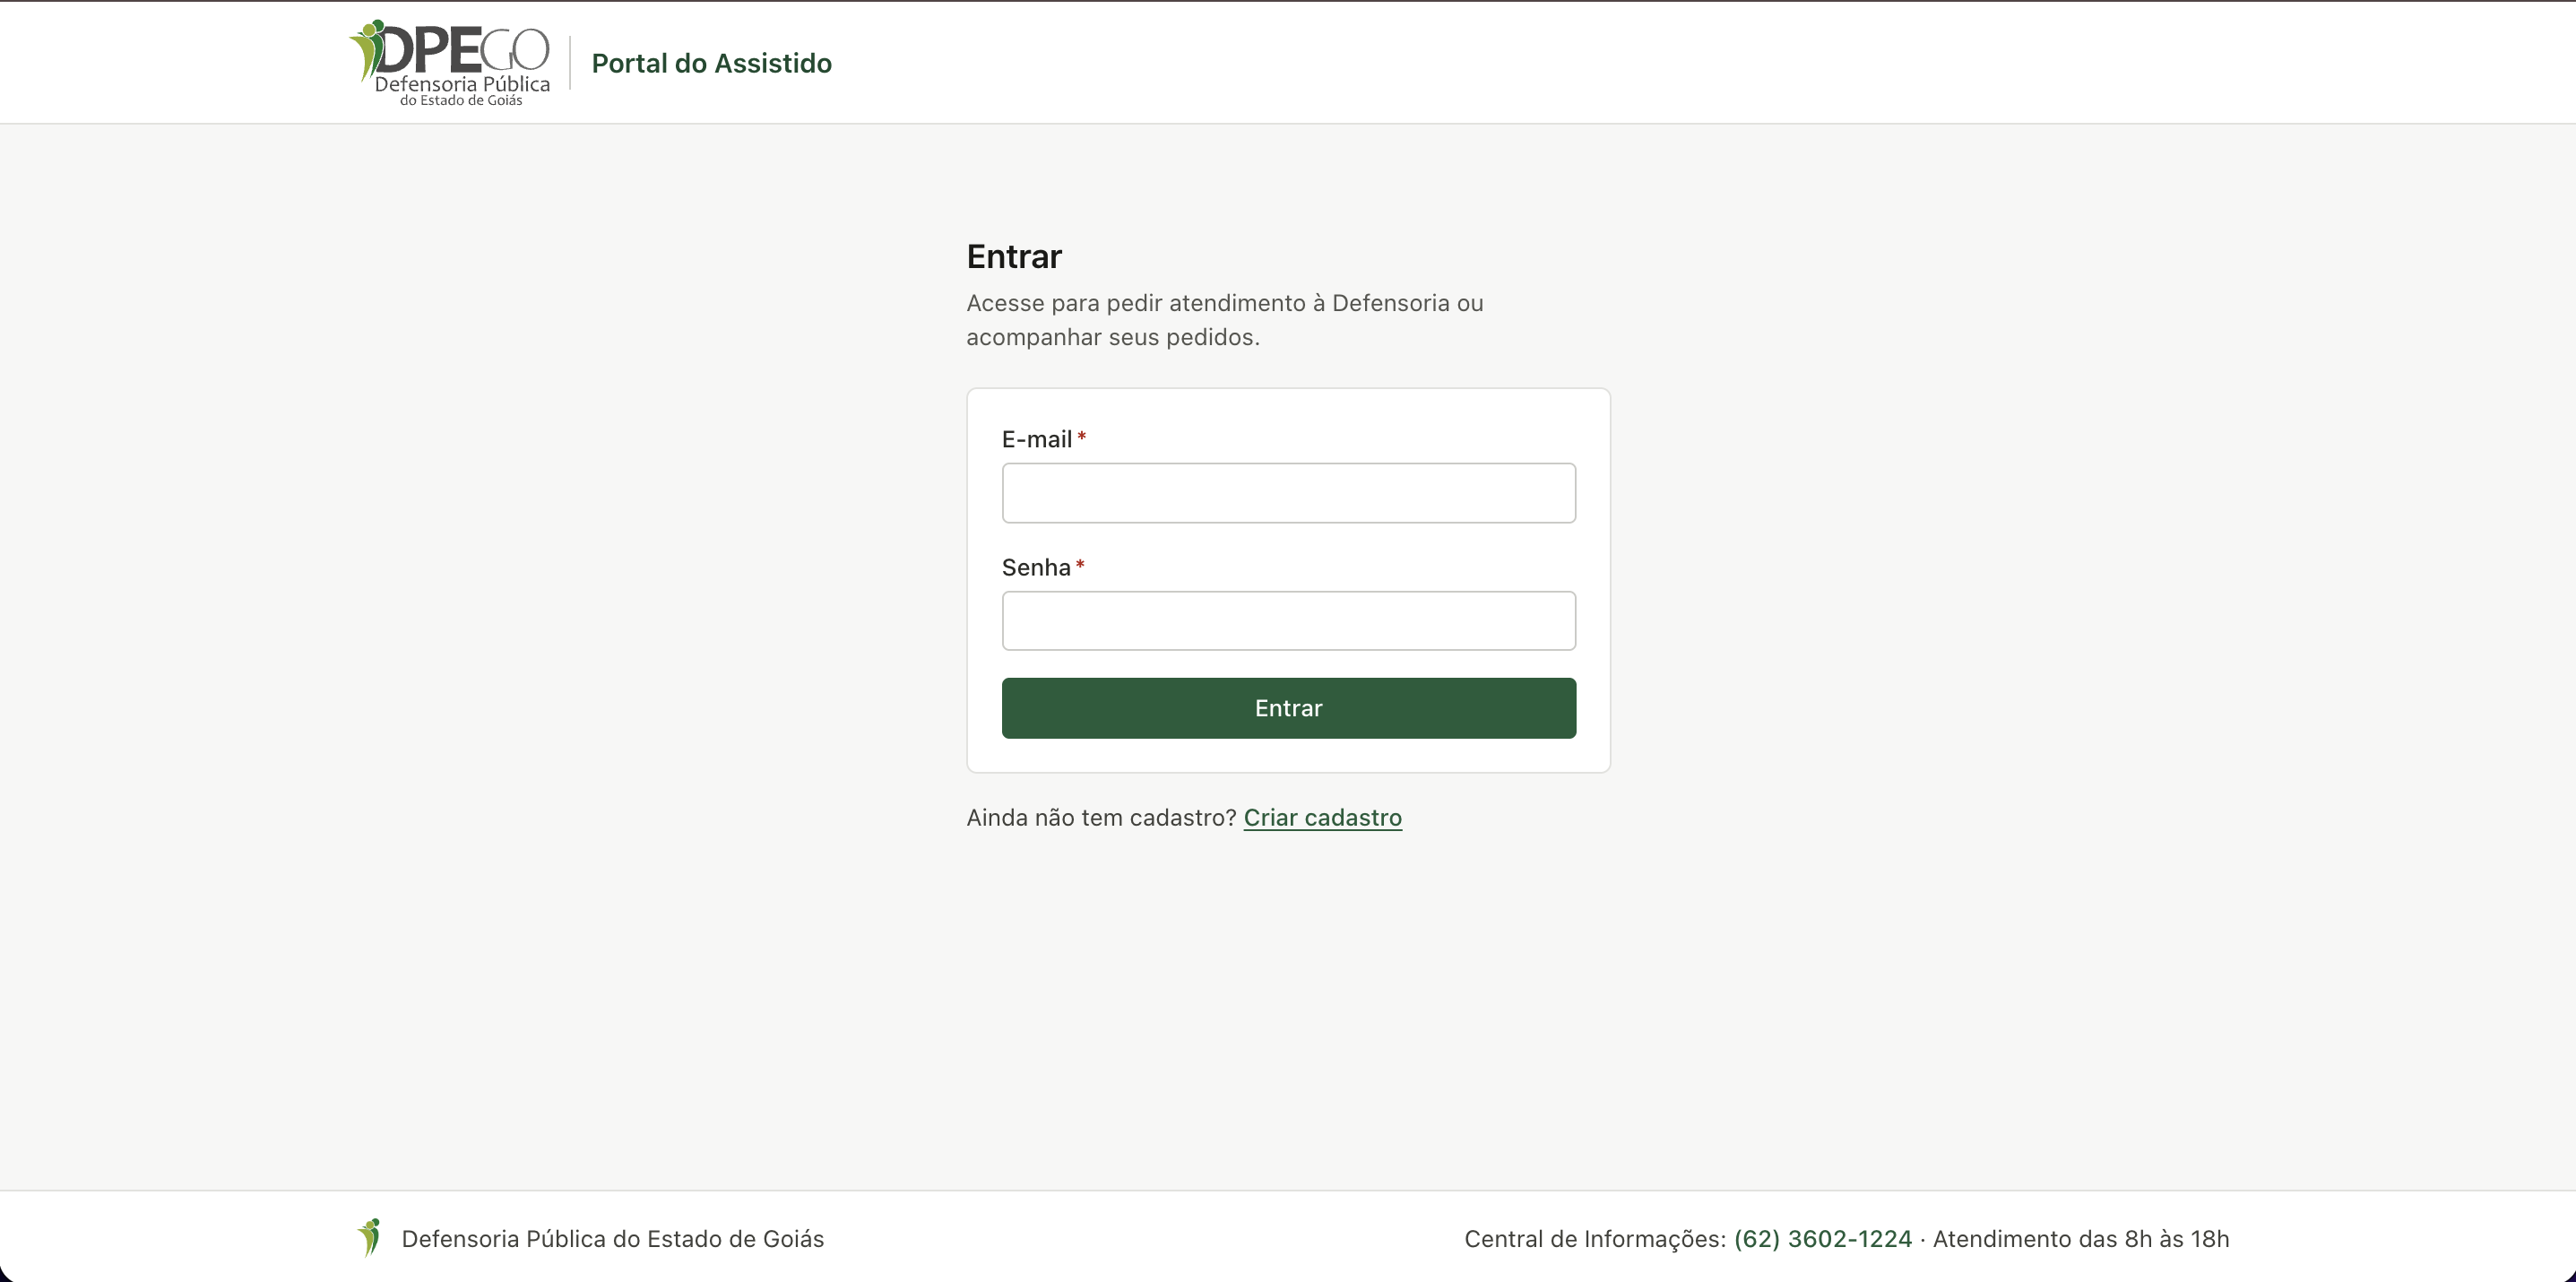 DPEGO
Defensoria Pública
do Estado de Goiás
Portal do Assistido
Entrar
Acesse para pedir atendimento à Defensoria ou
acompanhar seus pedidos.
E-mail *
Senha *
Entrar
Ainda não tem cadastro? Criar cadastro
Defensoria Pública do Estado de Goiás
Central de Informações: (62) 3602-1224 · Atendimento das 8h às 18h